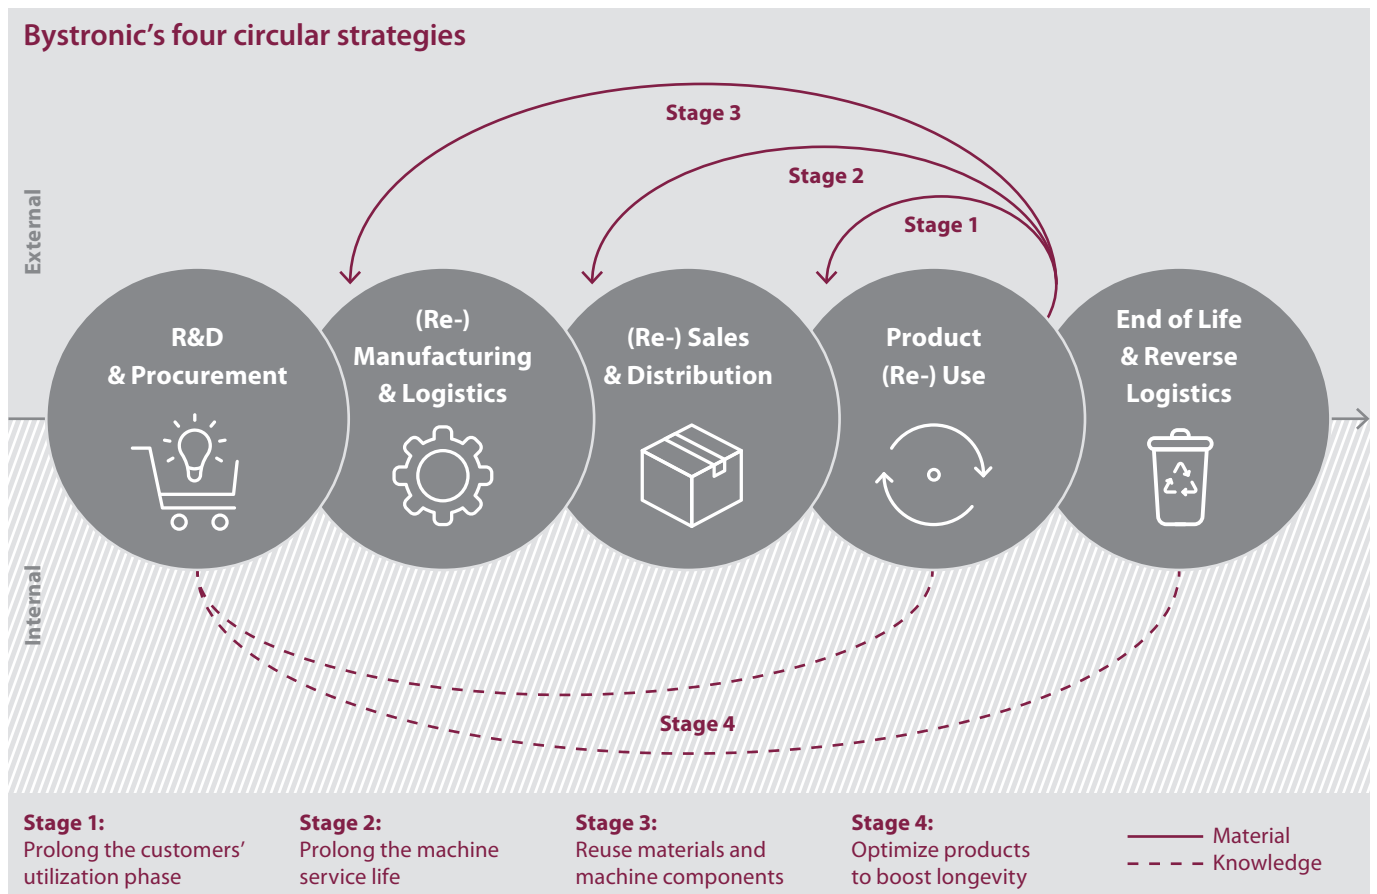 Bystronic’s four circular strategies
Stage 3
Stage 2
Stage 1
External
R&D
& Procurement
(Re-)
Manufacturing
& Logistics
(Re-) Sales
& Distribution
Product
(Re-) Use
End of Life
& Reverse
Logistics
Internal
Stage 4
Stage 1:
Prolong the customers’
utilization phase
Stage 2:
Prolong the machine
service life
Stage 3:
Reuse materials and
machine components
Stage 4:
Optimize products
to boost longevity
Material
Knowledge